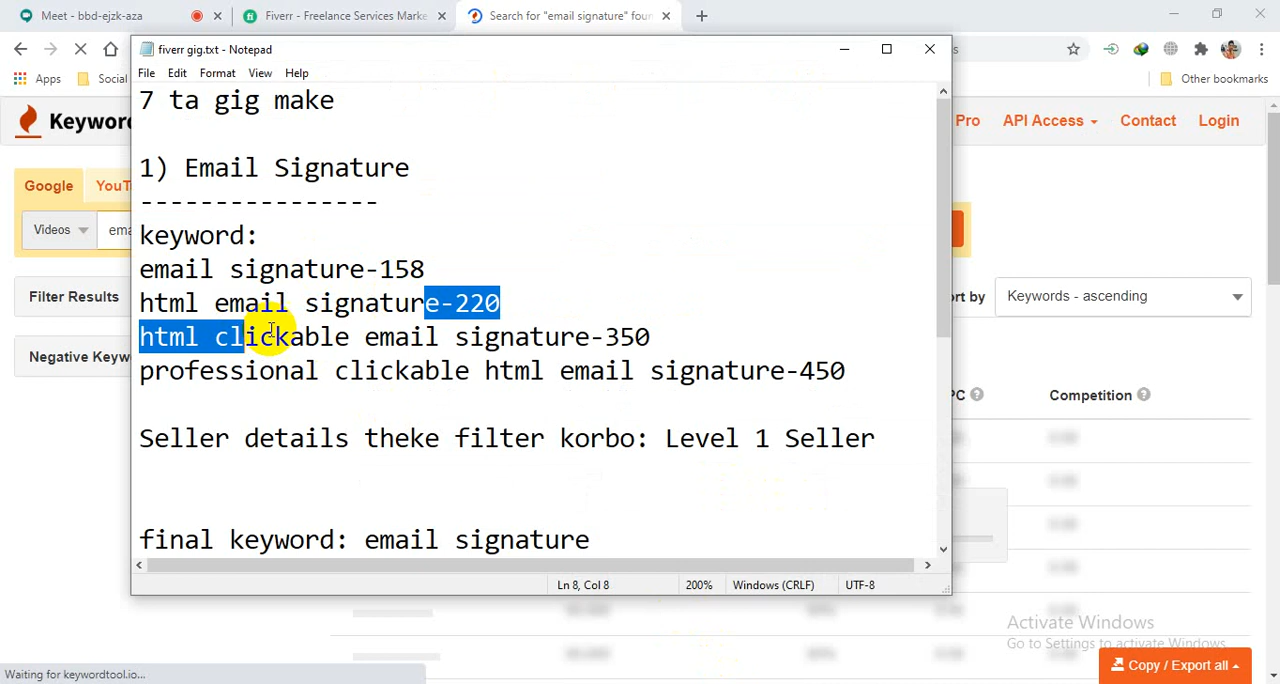 Meet - bbd-ejzk-aza
Fiverr - Freelance Services Marke
Search for "email signature" foun
fiverr gig.txt - Notepad
s
Apps
Social
Other bookmarks
File Edit Format View Help
7 ta gig make
1) Email Signature
----------------
keyword:
email signature-158
html email signature-220
html clickable email signature-350
professional clickable html email signature-450
Seller details theke filter korbo: Level 1 Seller
final keyword: email signature
Ln 8, Col 8 200% Windows (CRLF) UTF-8
Keyword
Pro API Access Contact Login
Google YouT
Videos ema
Filter Results
ort by Keywords - ascending
Negative Keyw
PC Competition
Activate Windows
Go to Settings to activate Windows.
Copy / Export all
Waiting for keywordtool.io...